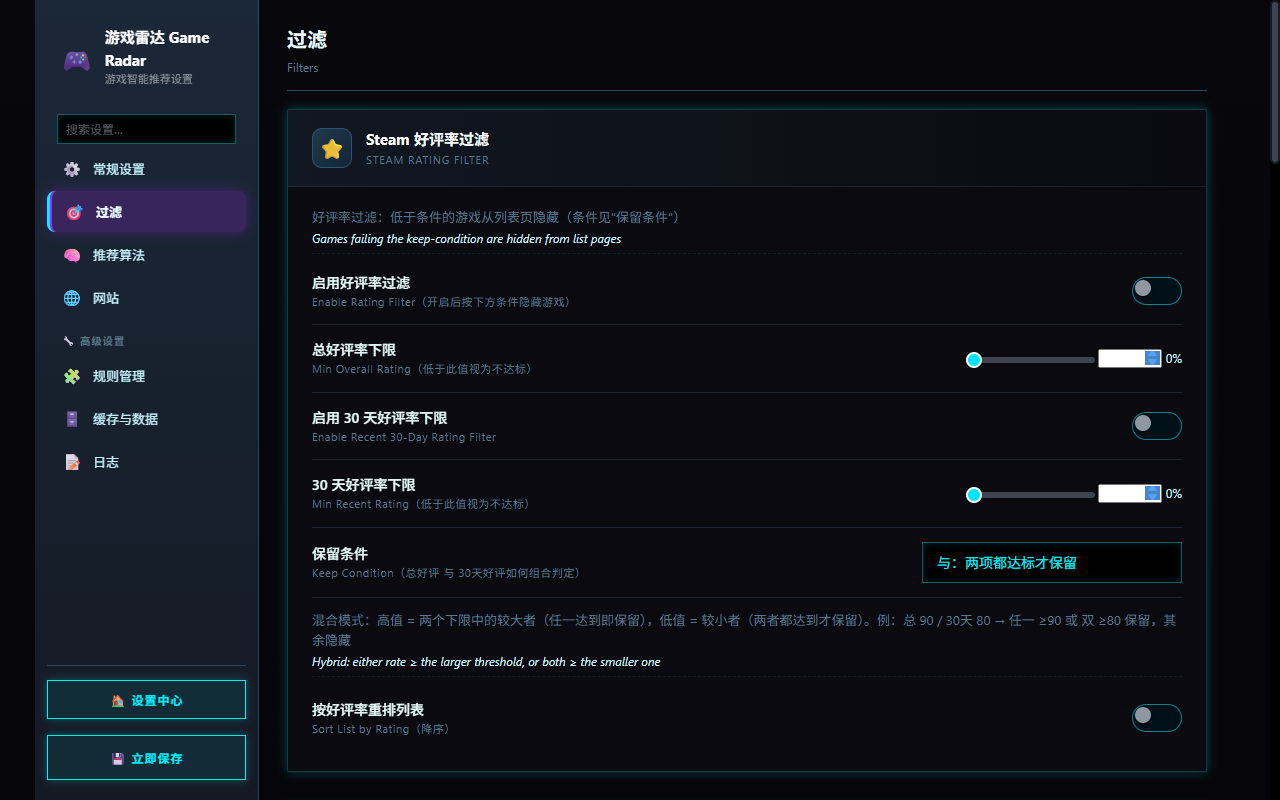 游戏雷达 Game
Radar
游戏智能推荐设置
搜索设置...
常规设置
过滤
推荐算法
网站
高级设置
规则管理
缓存与数据
日志
设置中心
立即保存
过滤
Filters
Steam 好评率过滤
STEAM RATING FILTER
好评率过滤：低于条件的游戏从列表页隐藏（条件见"保留条件"）
Games failing the keep-condition are hidden from list pages
启用好评率过滤
Enable Rating Filter（开启后按下方条件隐藏游戏）
总好评率下限
Min Overall Rating（低于此值视为不达标）
0%
启用 30 天好评率下限
Enable Recent 30-Day Rating Filter
30 天好评率下限
Min Recent Rating（低于此值视为不达标）
0%
保留条件
Keep Condition（总好评 与 30天好评如何组合判定）
与：两项都达标才保留
混合模式：高值 = 两个下限中的较大者（任一达到即保留），低值 = 较小者（两者都达到才保留）。例：总 90 / 30天 80 → 任一 ≥90 或 双 ≥80 保留，其
余隐藏
Hybrid: either rate ≥ the larger threshold, or both ≥ the smaller one
按好评率重排列表
Sort List by Rating（降序）